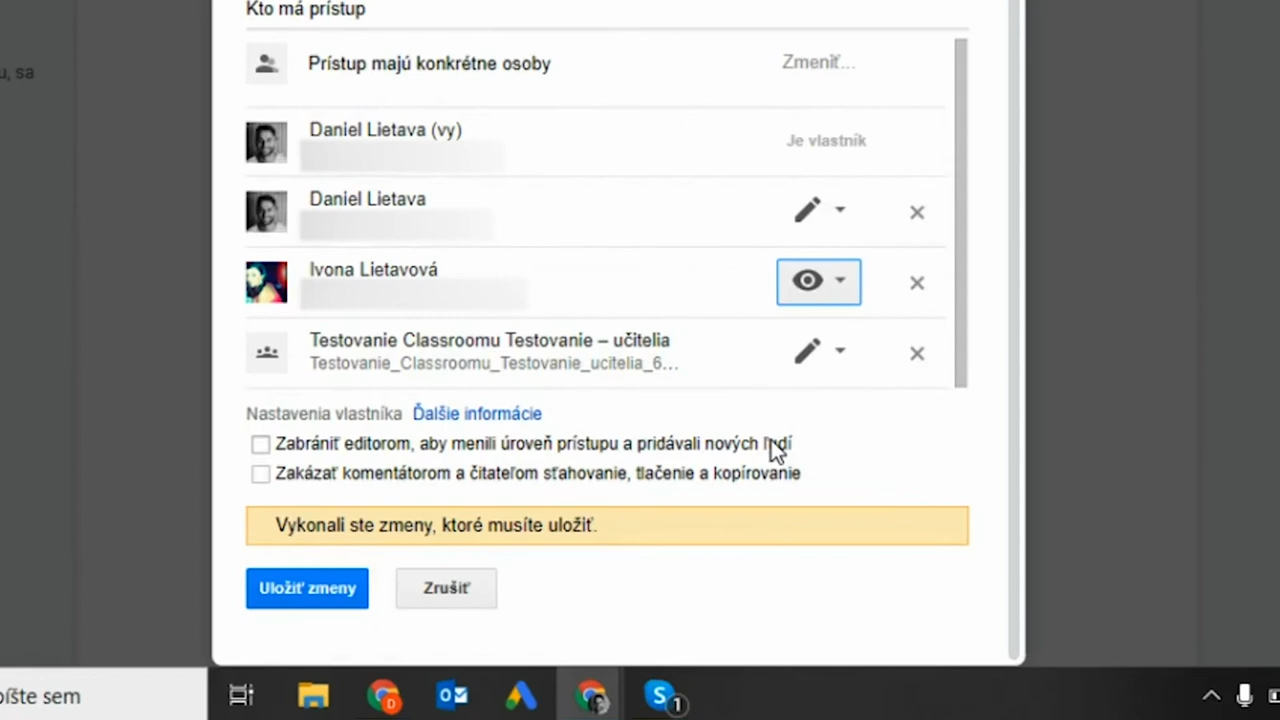 Kto má prístup
u, sa
Prístup majú konkrétne osoby
Zmeniť...
Daniel Lietava (vy)
Je vlastník
Daniel Lietava
Ivona Lietavová
Testovanie Classroomu Testovanie – učitelia
Testovanie_Classroomu_Testovanie_ucitelia_6...
Nastavenia vlastníka Ďalšie informácie
Zabrániť editorom, aby menili úroveň prístupu a pridávali nových ľudí
Zakázať komentátorom a čitateľom sťahovanie, tlačenie a kopírovanie
Vykonali ste zmeny, ktoré musíte uložiť.
Uložiť zmeny
Zrušiť
píšte sem
D
1